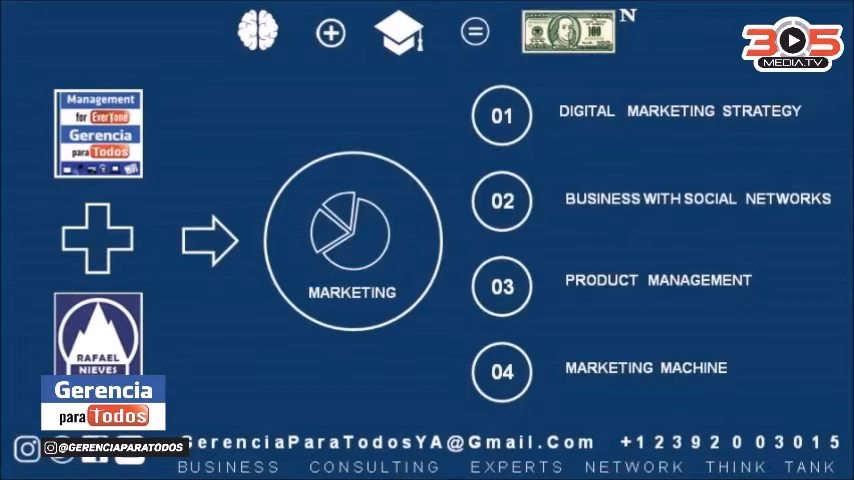 N
305
MEDIA.TV
Management
for EveryOne
Gerencia
para Todos
01
DIGITAL MARKETING STRATEGY
02
BUSINESS WITH SOCIAL NETWORKS
MARKETING
03
PRODUCT MANAGEMENT
04
MARKETING MACHINE
RAFAEL
NIEVES
Gerencia
para Todos
@GERENCIAPARATODOS
GerenciaParaTodosYA@Gmail.Com +12392003015
BUSINESS CONSULTING EXPERTS NETWORK THINK TANK